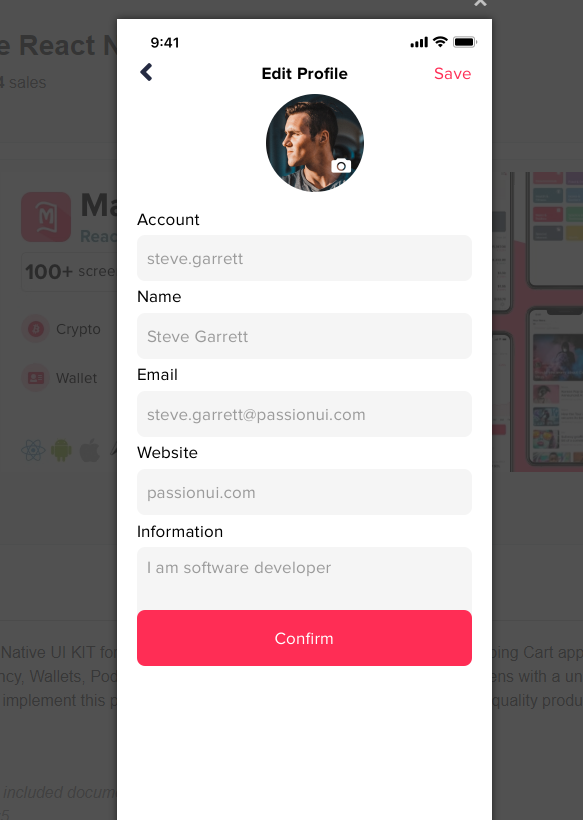 e React N
4 sales
9:41
Edit Profile
Save
Account
steve.garrett
Name
Steve Garrett
Email
steve.garrett@passionui.com
Website
passionui.com
Information
I am software developer
Confirm
Ma
Reac
100+ scree
Crypto
Wallet
Native UI KIT fo
ping Cart app
ncy, Wallets, Pod
ens with a un
implement this p
quality produ
included docum
5